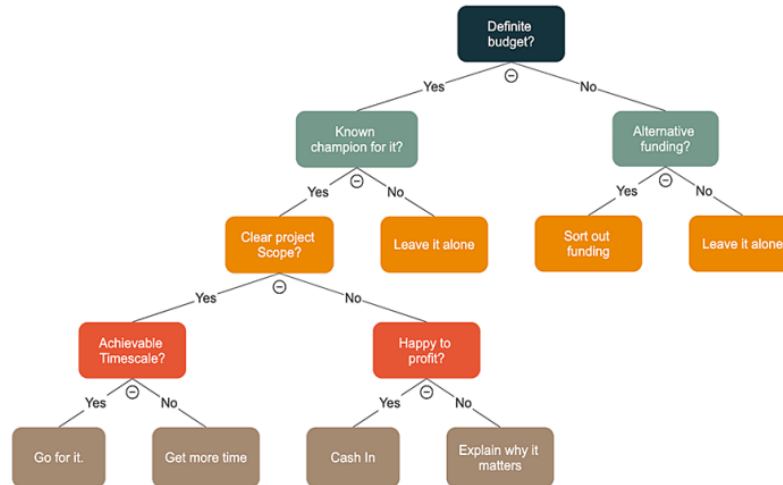 Definite
budget?
Yes
No
Known
champion for it?
Alternative
funding?
Yes
No
Yes
No
Clear project
Scope?
Leave it alone
Sort out
funding
Leave it alone
Yes
No
Achievable
Timescale?
Happy to
profit?
Yes
No
Yes
No
Go for it.
Get more time
Cash In
Explain why it
matters